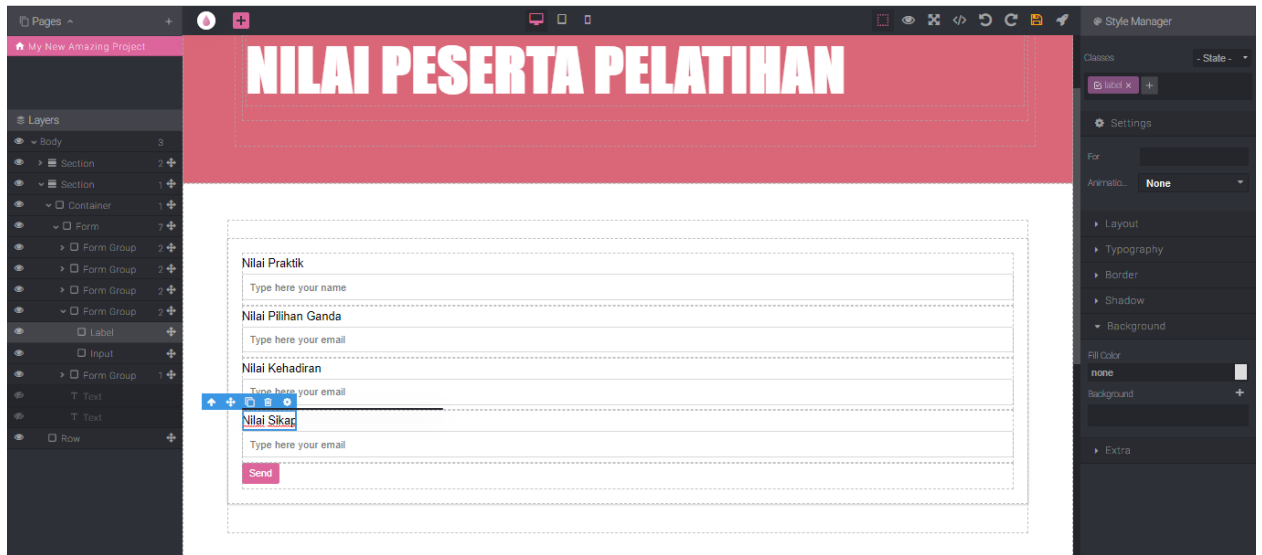 Pages
Style Manager
My New Amazing Project
NILAI PESERTA PELATIHAN
Classes
- State -
label
Layers
Settings
Body 3
Section 2
For
Section 1
Animatio... None
Container 1
Form 7
Layout
Form Group 2
Typography
Nilai Praktik
Form Group 2
Border
Type here your name
Form Group 2
Shadow
Nilai Pilihan Ganda
Form Group 2
Background
Label
Type here your email
Input
Fill Color
Nilai Kehadiran
none
Form Group 1
Type here your email
Background
Text
Text
Nilai Sikap
Row
Type here your email
Extra
Send